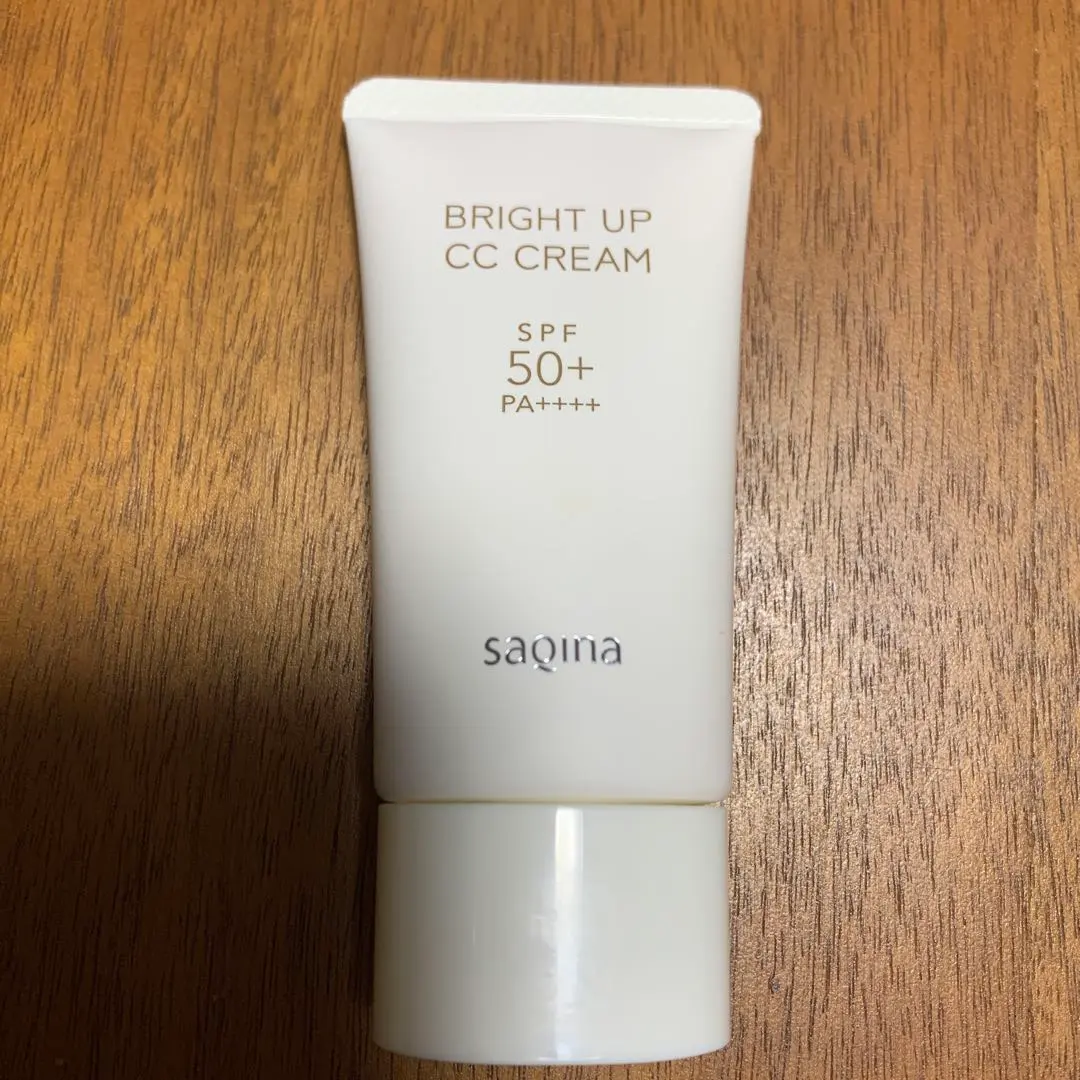 BRIGHT UP
CC CREAM
SPF
50+
PA++++
saqina